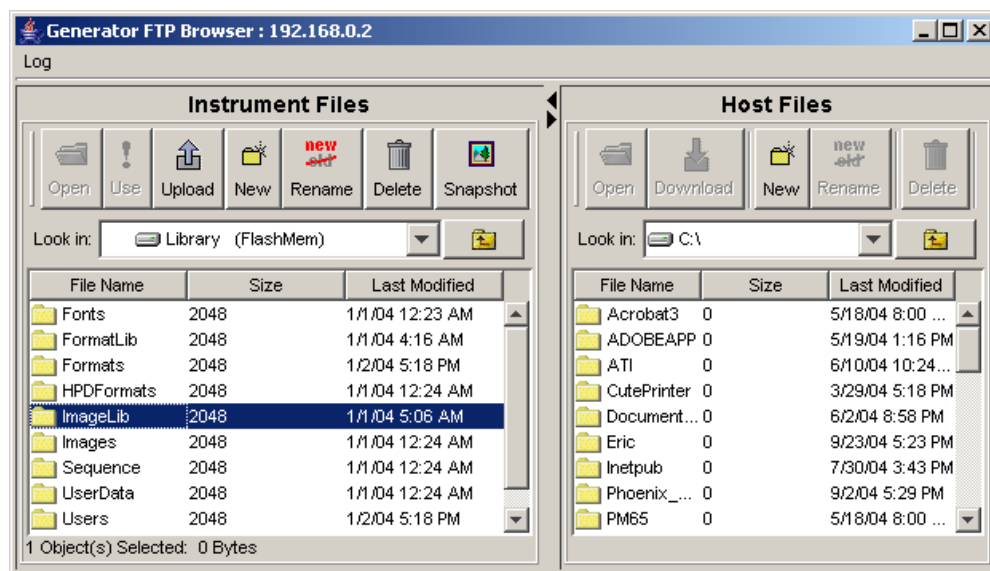 Generator FTP Browser : 192.168.0.2
Log
Instrument Files
Open Use Upload New new old Rename Delete Snapshot
Look in: Library (FlashMem)
File Name Size Last Modified
Fonts 2048 1/1/04 12:23 AM
FormatLib 2048 1/1/04 4:16 AM
Formats 2048 1/2/04 5:18 PM
HPDFormats 2048 1/1/04 12:24 AM
ImageLib 2048 1/1/04 5:06 AM
Images 2048 1/1/04 12:24 AM
Sequence 2048 1/1/04 12:24 AM
UserData 2048 1/1/04 12:24 AM
Users 2048 1/2/04 5:18 PM
1 Object(s) Selected: 0 Bytes
Host Files
Open Download New new old Rename Delete
Look in: C:\
File Name Size Last Modified
Acrobat3 0 5/18/04 8:00 ...
ADOBEAPP 0 5/19/04 1:16 PM
ATI 0 6/10/04 10:24...
CutePrinter 0 3/29/04 5:18 PM
Document... 0 6/2/04 8:58 PM
Eric 0 9/23/04 5:23 PM
Inetpub 0 7/30/04 3:43 PM
Phoenix_... 0 9/2/04 5:29 PM
PM65 0 5/18/04 8:00 ...